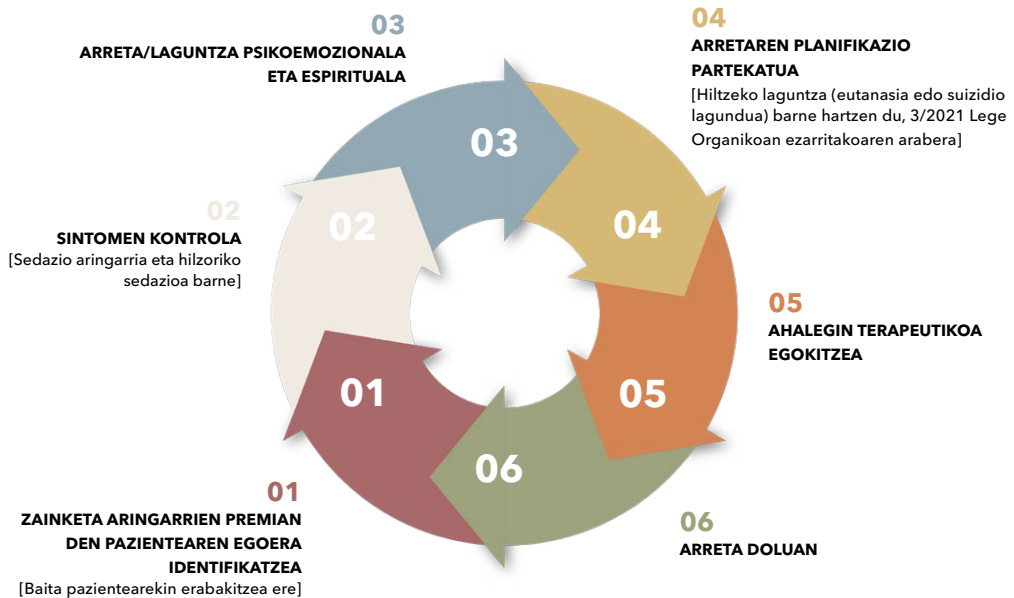 03
ARRETA/LAGUNTZA PSIKOEMOZIONALA
ETA ESPIRITUALA
04
ARRETAREN PLANIFIKAZIO
PARTEKATUA
[Hiltzeko laguntza (eutanasia edo suizidio
lagundua) barne hartzen du, 3/2021 Lege
Organikoan ezarritakoaren arabera]
03
04
02
02
SINTOMEN KONTROLA
[Sedazio aringarria eta hilzoriko
sedazioa barne]
05
AHALEGIN TERAPEUTIKOA
EGOKITZEA
01
05
06
01
ZAINKETA ARINGARRIEN PREMIAN
DEN PAZIENTEAREN EGOERA
IDENTIFIKATZEA
[Baita pazientearekin erabakitzea ere]
06
ARRETA DOLUAN